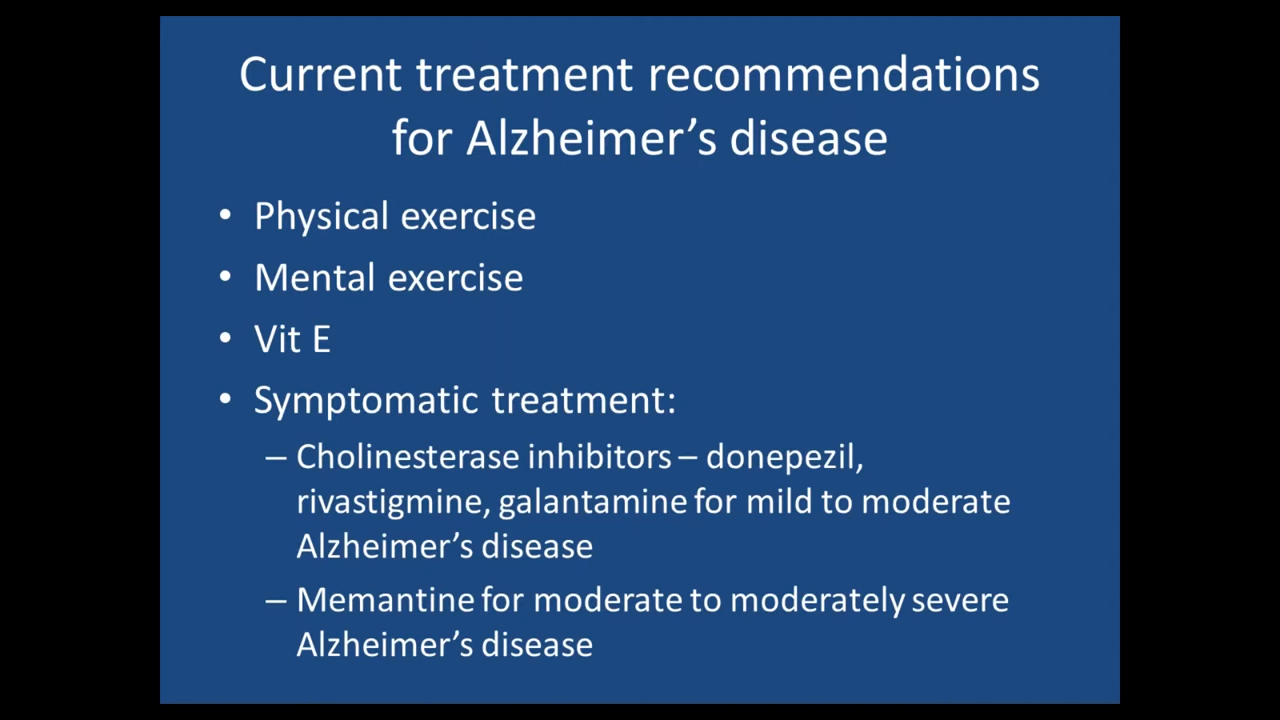 Current treatment recommendations
for Alzheimer’s disease
• Physical exercise
• Mental exercise
• Vit E
• Symptomatic treatment:
– Cholinesterase inhibitors – donepezil,
rivastigmine, galantamine for mild to moderate
Alzheimer’s disease
– Memantine for moderate to moderately severe
Alzheimer’s disease